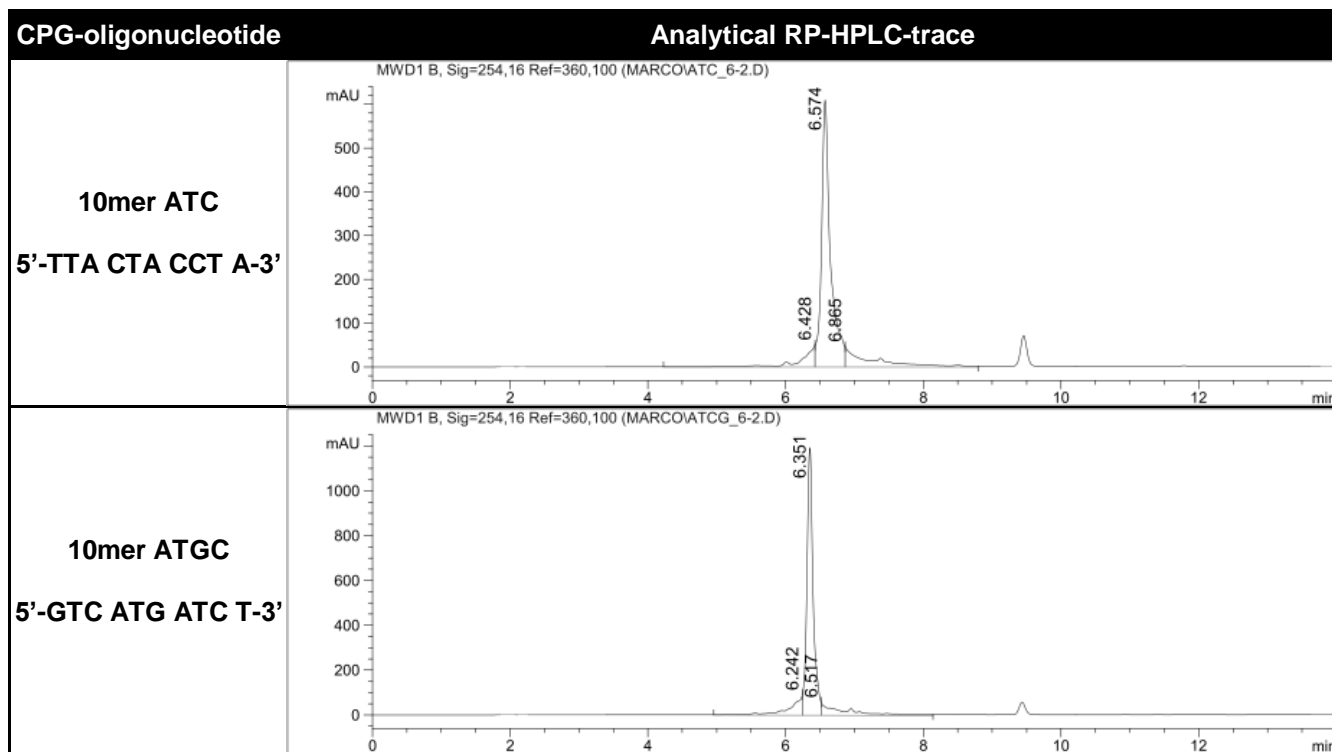 CPG-oligonucleotide Analytical RP-HPLC-trace
10mer ATC
5’-TTA CTA CCT A-3’
MWD1 B, Sig=254,16 Ref=360,100 (MARCO\ATC_6-2.D)
mAU
500
400
300
200
100
0
6.428
6.574
6.865
0 2 4 6 8 10 12 min
10mer ATGC
5’-GTC ATG ATC T-3’
MWD1 B, Sig=254,16 Ref=360,100 (MARCO\ATCG_6-2.D)
mAU
1000
800
600
400
200
0
6.242
6.351
6.517
0 2 4 6 8 10 12 min